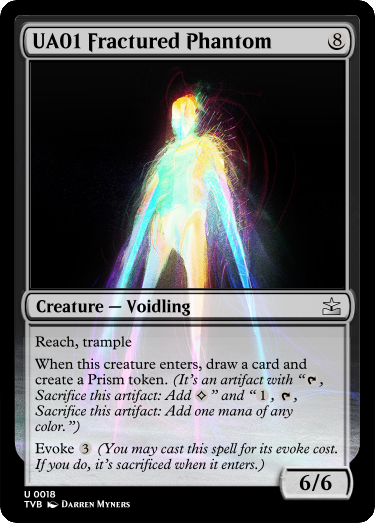 UA01 Fractured Phantom 8
Creature — Voidling
Reach, trample
When this creature enters, draw a card and
create a Prism token. (It's an artifact with “,
Sacrifice this artifact: Add ” and “1, ,
Sacrifice this artifact: Add one mana of any
color.”)
Evoke 3 (You may cast this spell for its evoke cost.
If you do, it's sacrificed when it enters.)
6/6
U 0018
TVB Darren Myners